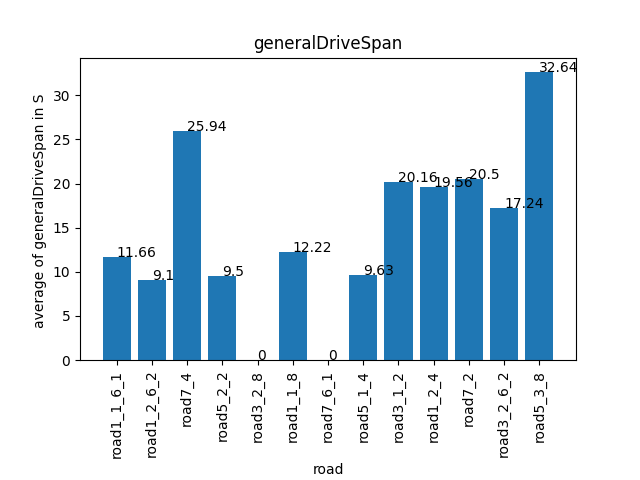 generalDriveSpan
average of generalDriveSpan in S
30
25
20
15
10
5
0
11.66
9.1
25.94
9.5
0
12.22
0
9.63
20.16
19.56
20.5
17.24
32.64
road1_1_6_1
road1_2_6_2
road7_4
road5_2_2
road3_2_8
road1_1_8
road7_6_1
road5_1_4
road3_1_2
road1_2_4
road7_2
road3_2_6_2
road5_3_8
road